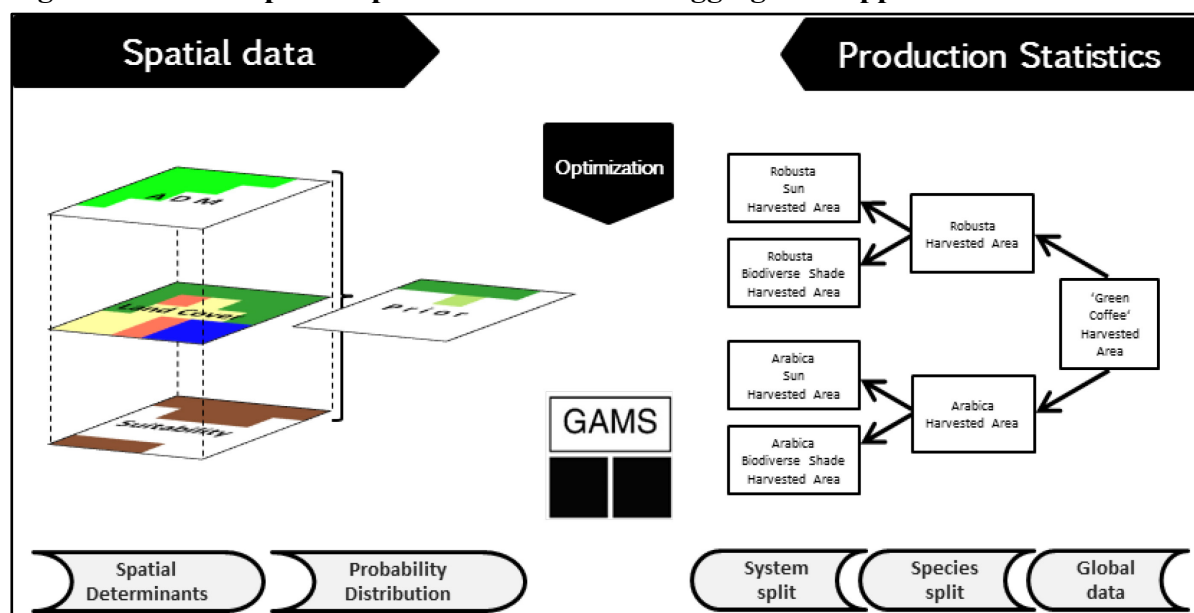 Spatial data
Production Statistics
ADM
Land Cover
Suitability
Prior
Optimization
GAMS
Robusta
Sun
Harvested Area
Robusta
Biodiverse Shade
Harvested Area
Robusta
Harvested Area
'Green
Coffee'
Harvested
Area
Arabica
Sun
Harvested Area
Arabica
Biodiverse Shade
Harvested Area
Arabica
Harvested Area
Spatial
Determinants
Probability
Distribution
System
split
Species
split
Global
data